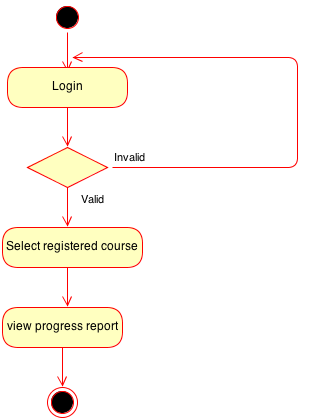 Login
Invalid
Valid
Select registered course
view progress report